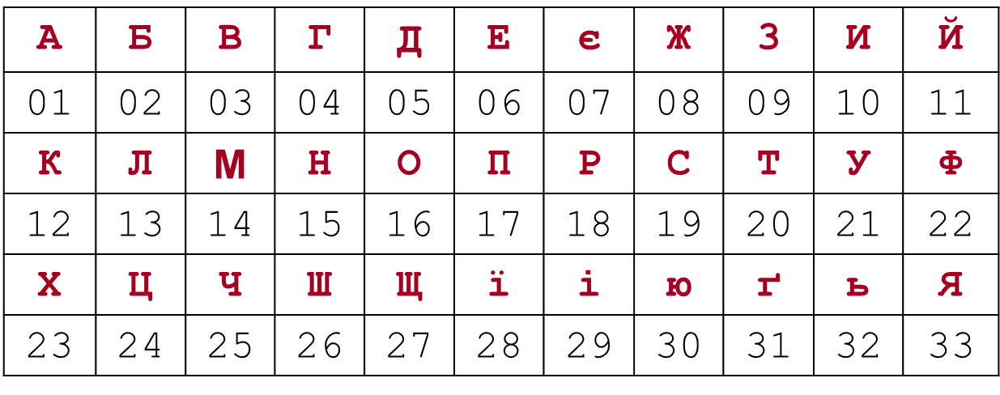 А Б В Г Д Е є Ж З И Й
01 02 03 04 05 06 07 08 09 10 11
К Л М Н О П Р С Т У Ф
12 13 14 15 16 17 18 19 20 21 22
Х Ц Ч Ш Щ ї і ю ґ ь Я
23 24 25 26 27 28 29 30 31 32 33